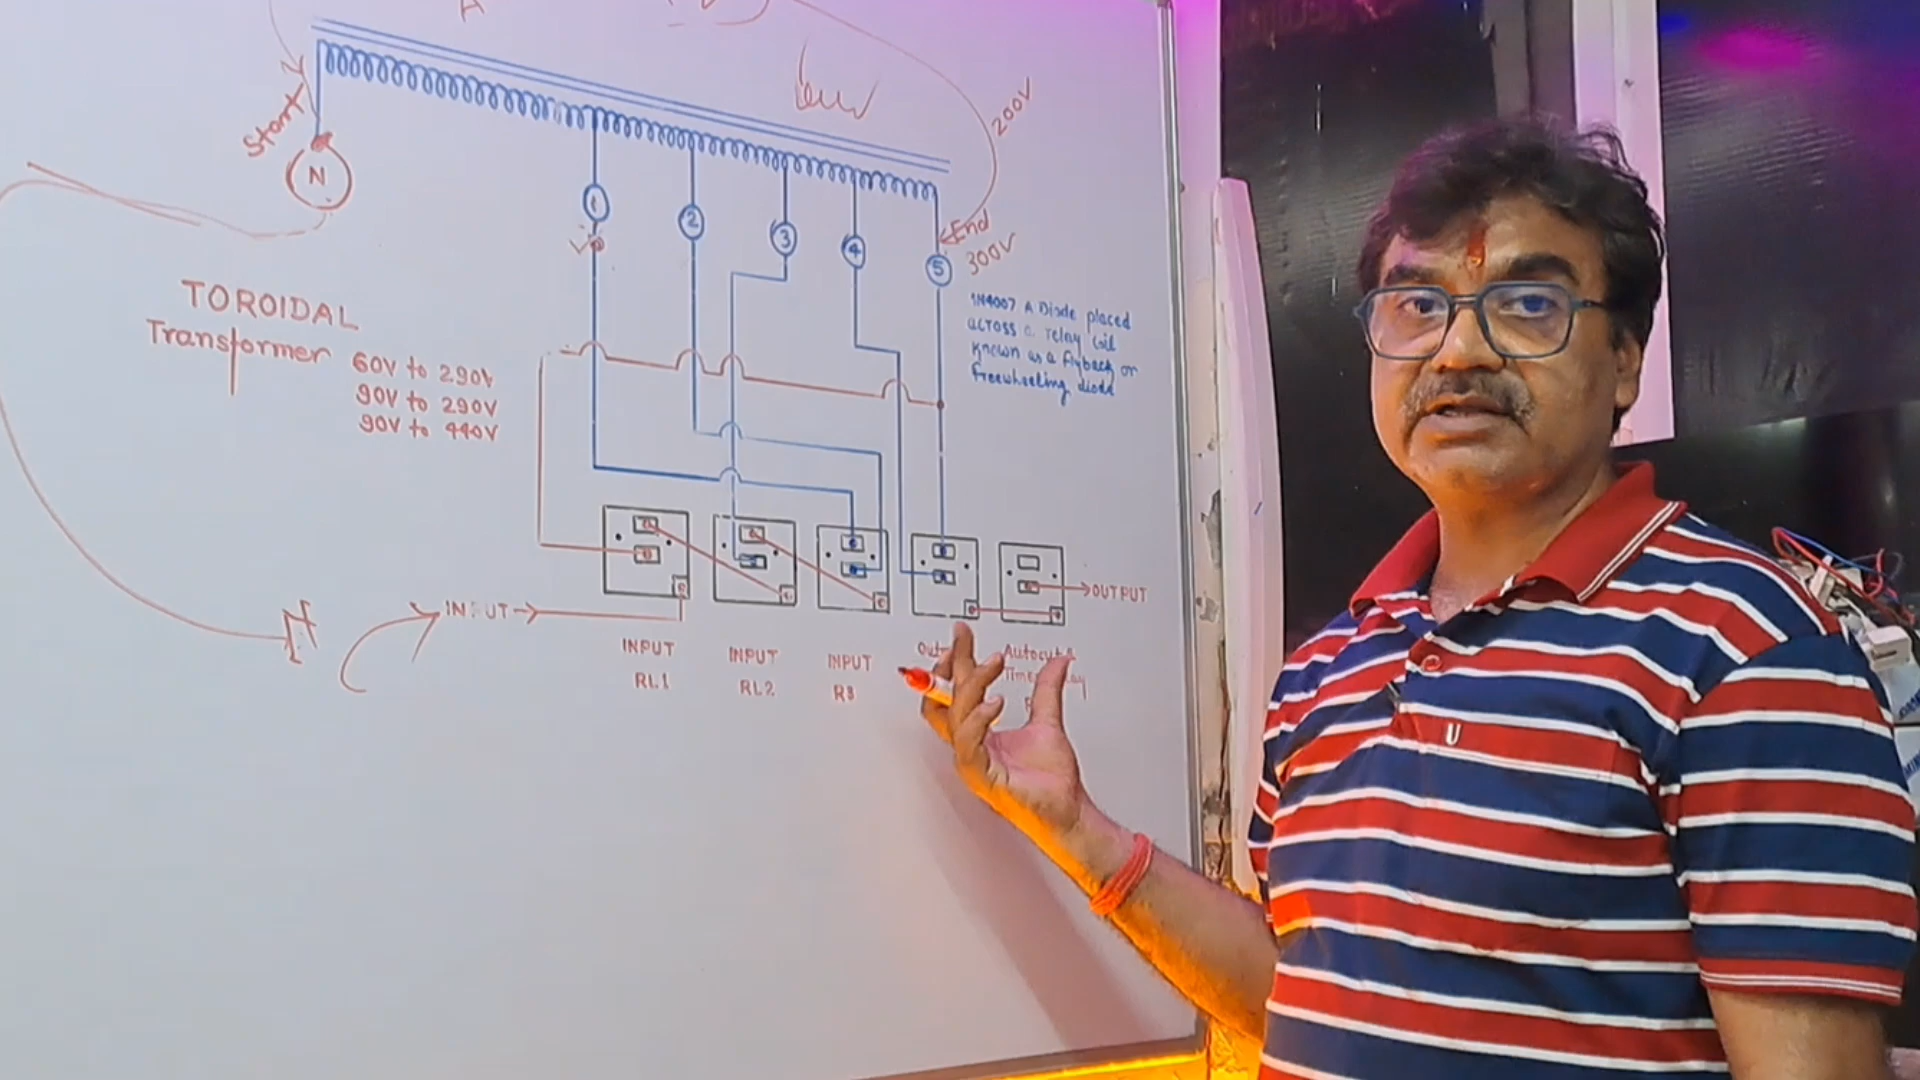 A
200V
Start
N
1
2
3
4
5
End
300V
TOROIDAL
Transformer
60V to 290V
90V to 290V
90V to 440V
1N4007 A Diode placed
across a relay coil
known as a flyback or
freewheeling diode
INPUT
OUTPUT
N
INPUT
RL1
INPUT
RL2
INPUT
R3
Autocut &
U